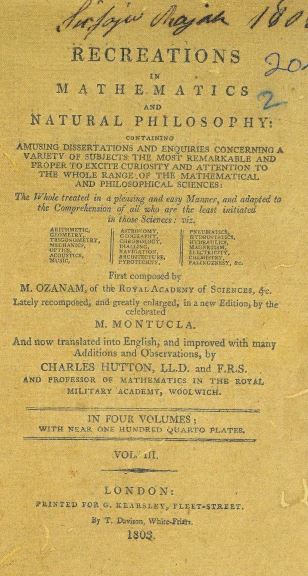 1803
20
2
RECREATIONS
IN
MATHEMATICS
AND
NATURAL PHILOSOPHY:
CONTAINING
AMUSING DISSERTATIONS AND ENQUIRIES CONCERNING A
VARIETY OF SUBJECTS THE MOST REMARKABLE AND
PROPER TO EXCITE CURIOSITY AND ATTENTION TO
THE WHOLE RANGE OF THE MATHEMATICAL
AND PHILOSOPHICAL SCIENCES:
The Whole treated in a pleasing and easy Manner, and adapted to
the Comprehension of all who are the least initiated
in those Sciences: viz.
ARITHMETIC,
GEOMETRY,
TRIGONOMETRY,
MECHANICS,
OPTICS,
ACOUSTICS,
MUSIC,
ASTRONOMY,
GEOGRAPHY,
CHRONOLOGY,
DIALLING,
NAVIGATION,
ARCHITECTURE,
PYROTECHNY,
PNEUMATICS,
HYDROSTATICS,
HYDRAULICS,
MAGNETISM,
ELECTRICITY,
CHEMISTRY,
PALINGENESY, &c.
First composed by
M. OZANAM, of the ROYAL ACADEMY of SCIENCES, &c.
Lately recomposed, and greatly enlarged, in a new Edition, by the
celebrated
M. MONTUCLA.
And now translated into English, and improved with many
Additions and Observations, by
CHARLES HUTTON, LL.D. and F.R.S.
AND PROFESSOR OF MATHEMATICS IN THE ROYAL
MILITARY ACADEMY, WOOLWICH.
IN FOUR VOLUMES;
WITH NEAR ONE HUNDRED QUARTO PLATES.
VOL. III.
LONDON:
PRINTED FOR G. KEARSLEY, FLEET-STREET.
By T. Davison, White-Friars.
1803.